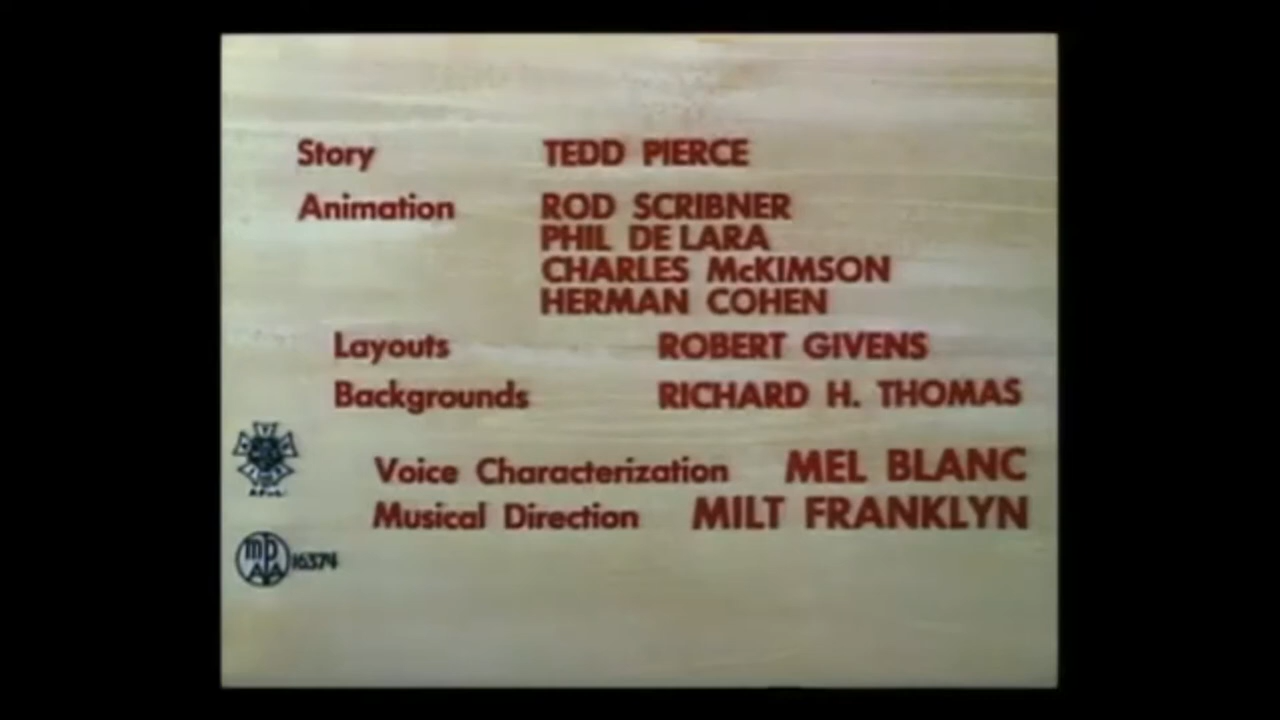 Story TEDD PIERCE
Animation ROD SCRIBNER
PHIL DE LARA
CHARLES McKIMSON
HERMAN COHEN
Layouts ROBERT GIVENS
Backgrounds RICHARD H. THOMAS
Voice Characterization MEL BLANC
Musical Direction MILT FRANKLYN
MPAA 16374